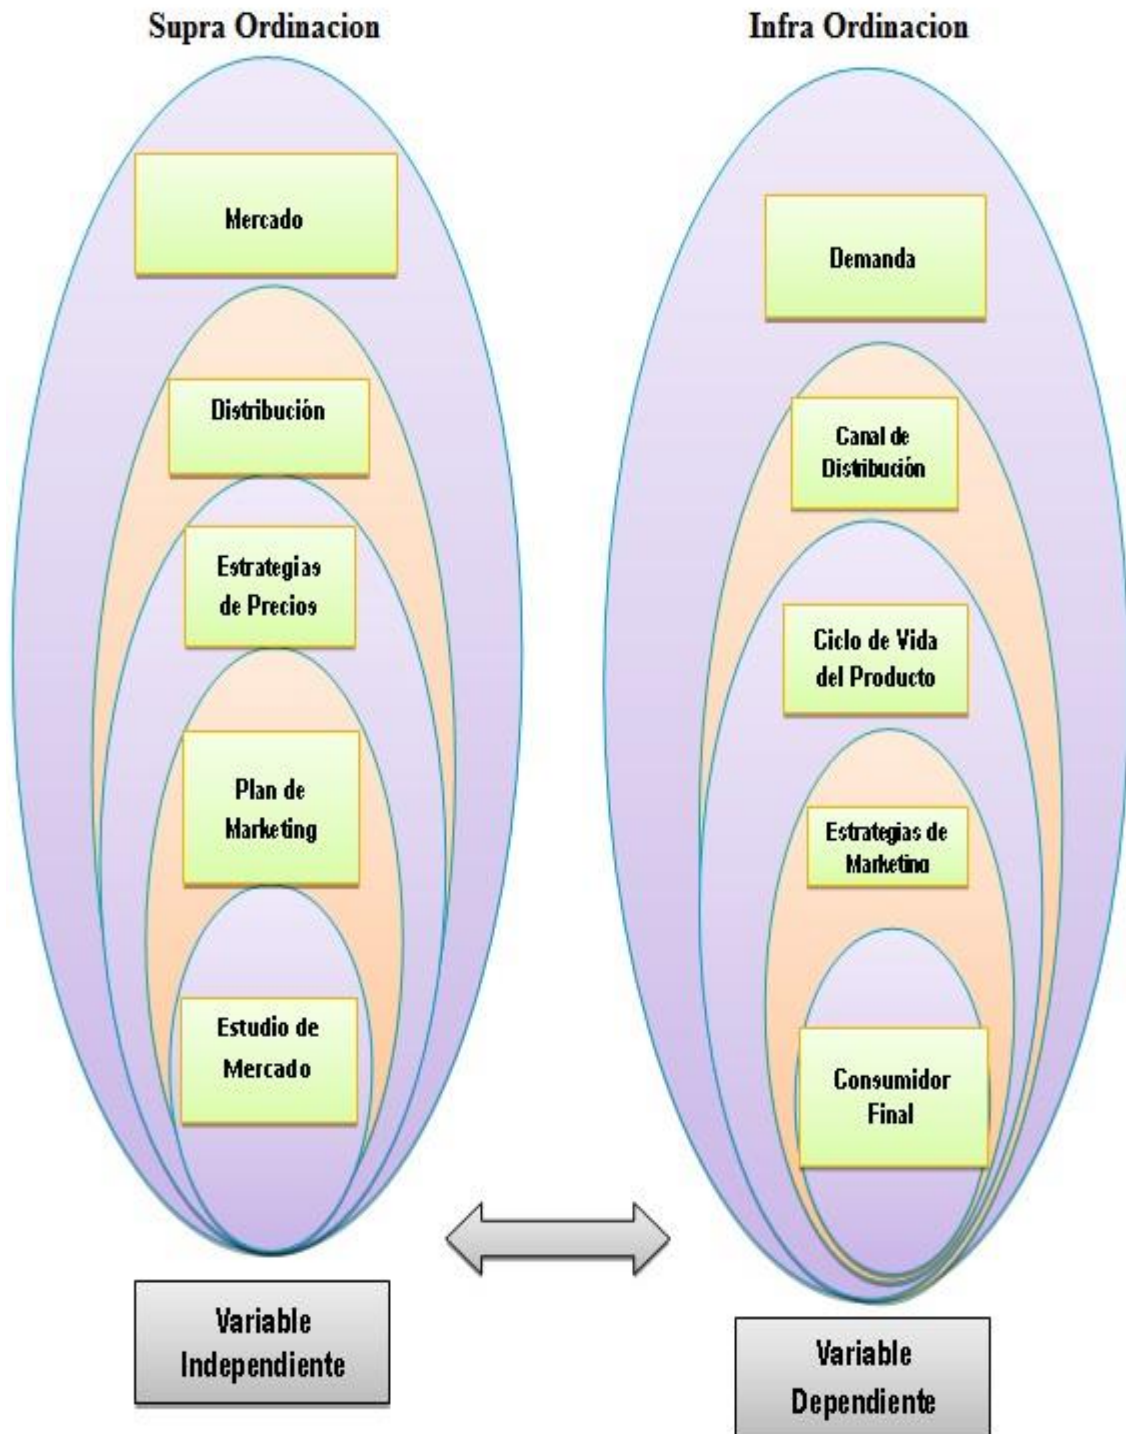 Supra Ordinacion
Mercado
Distribución
Estrategias
de Precios
Plan de
Marketing
Estudio de
Mercado
Variable
Independiente
Infra Ordinacion
Demanda
Canal de
Distribución
Ciclo de Vida
del Producto
Estrategias de
Marketing
Consumidor
Final
Variable
Dependiente